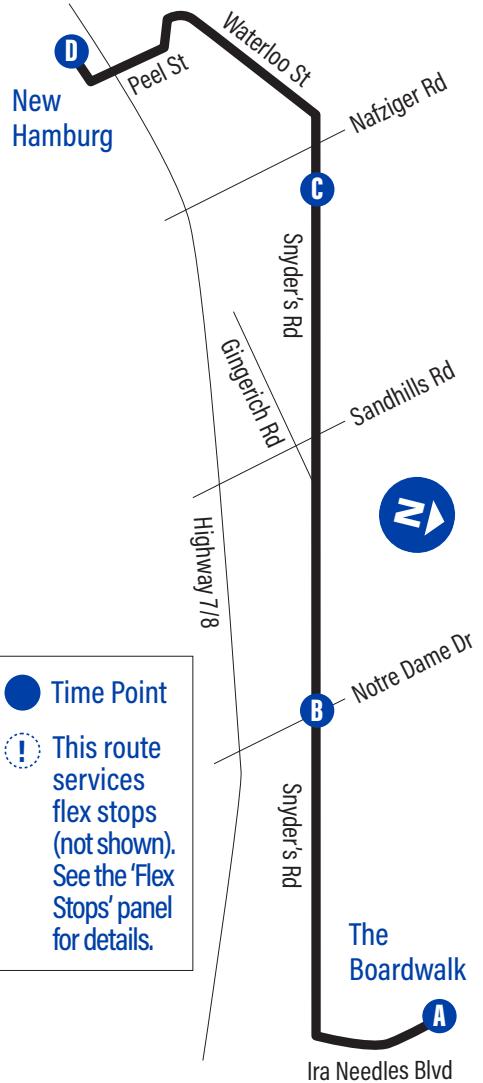 D
New
Hamburg
Peel St
Waterloo St
Nafziger Rd
C
Snyder's Rd
Gingerich Rd
Sandhills Rd
N
Highway 7/8
Notre Dame Dr
B
Time Point
! This route
services
flex stops
(not shown).
See the 'Flex
Stops' panel
for details.
Snyder's Rd
The
Boardwalk
A
Ira Needles Blvd